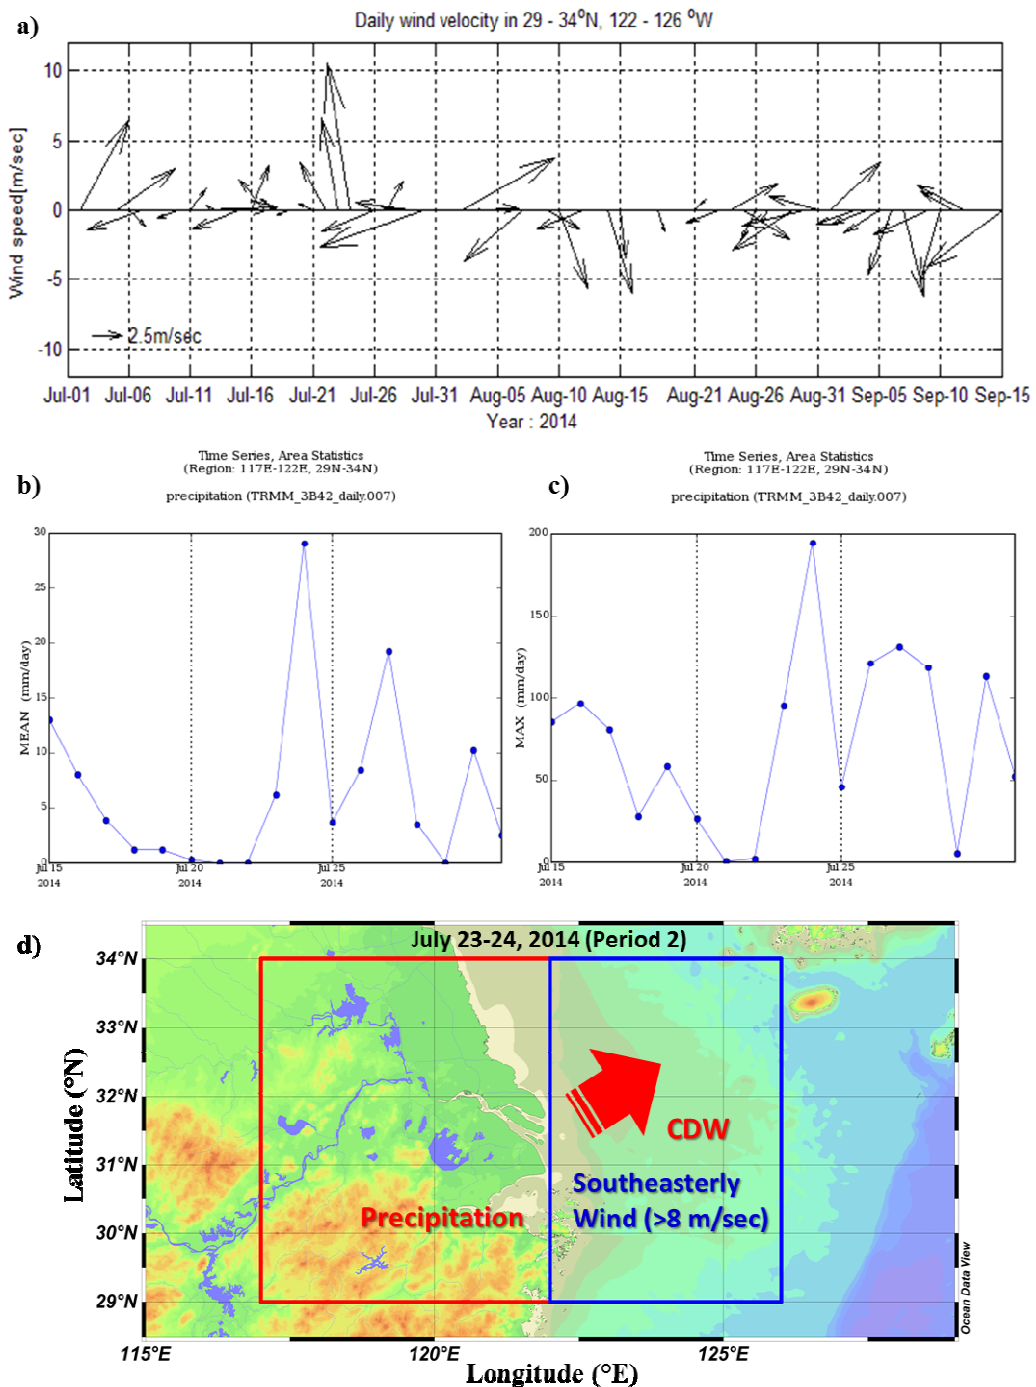 a)
Daily wind velocity in 29 - 34°N, 122 - 126 °W
Wind speed[m/sec]
10
5
0
-5
-10
2.5m/sec
Jul-01 Jul-06 Jul-11 Jul-16 Jul-21 Jul-26 Jul-31 Aug-05 Aug-10 Aug-15 Aug-21 Aug-26 Aug-31 Sep-05 Sep-10 Sep-15
Year : 2014
b)
Time Series, Area Statistics
(Region: 117E-122E, 29N-34N)
precipitation (TRMM_3B42_daily.007)
MEAN (mm/day)
30
25
20
15
10
5
0
Jul 15 Jul 20 Jul 25
2014 2014 2014
c)
Time Series, Area Statistics
(Region: 117E-122E, 29N-34N)
precipitation (TRMM_3B42_daily.007)
MAX (mm/day)
200
150
100
50
0
Jul 15 Jul 20 Jul 25
2014 2014 2014
d)
July 23-24, 2014 (Period 2)
Latitude (°N)
34°N
33°N
32°N
31°N
30°N
29°N
CDW
Southeasterly
Wind (>8 m/sec)
Precipitation
Ocean Data View
115°E 120°E 125°E
Longitude (°E)